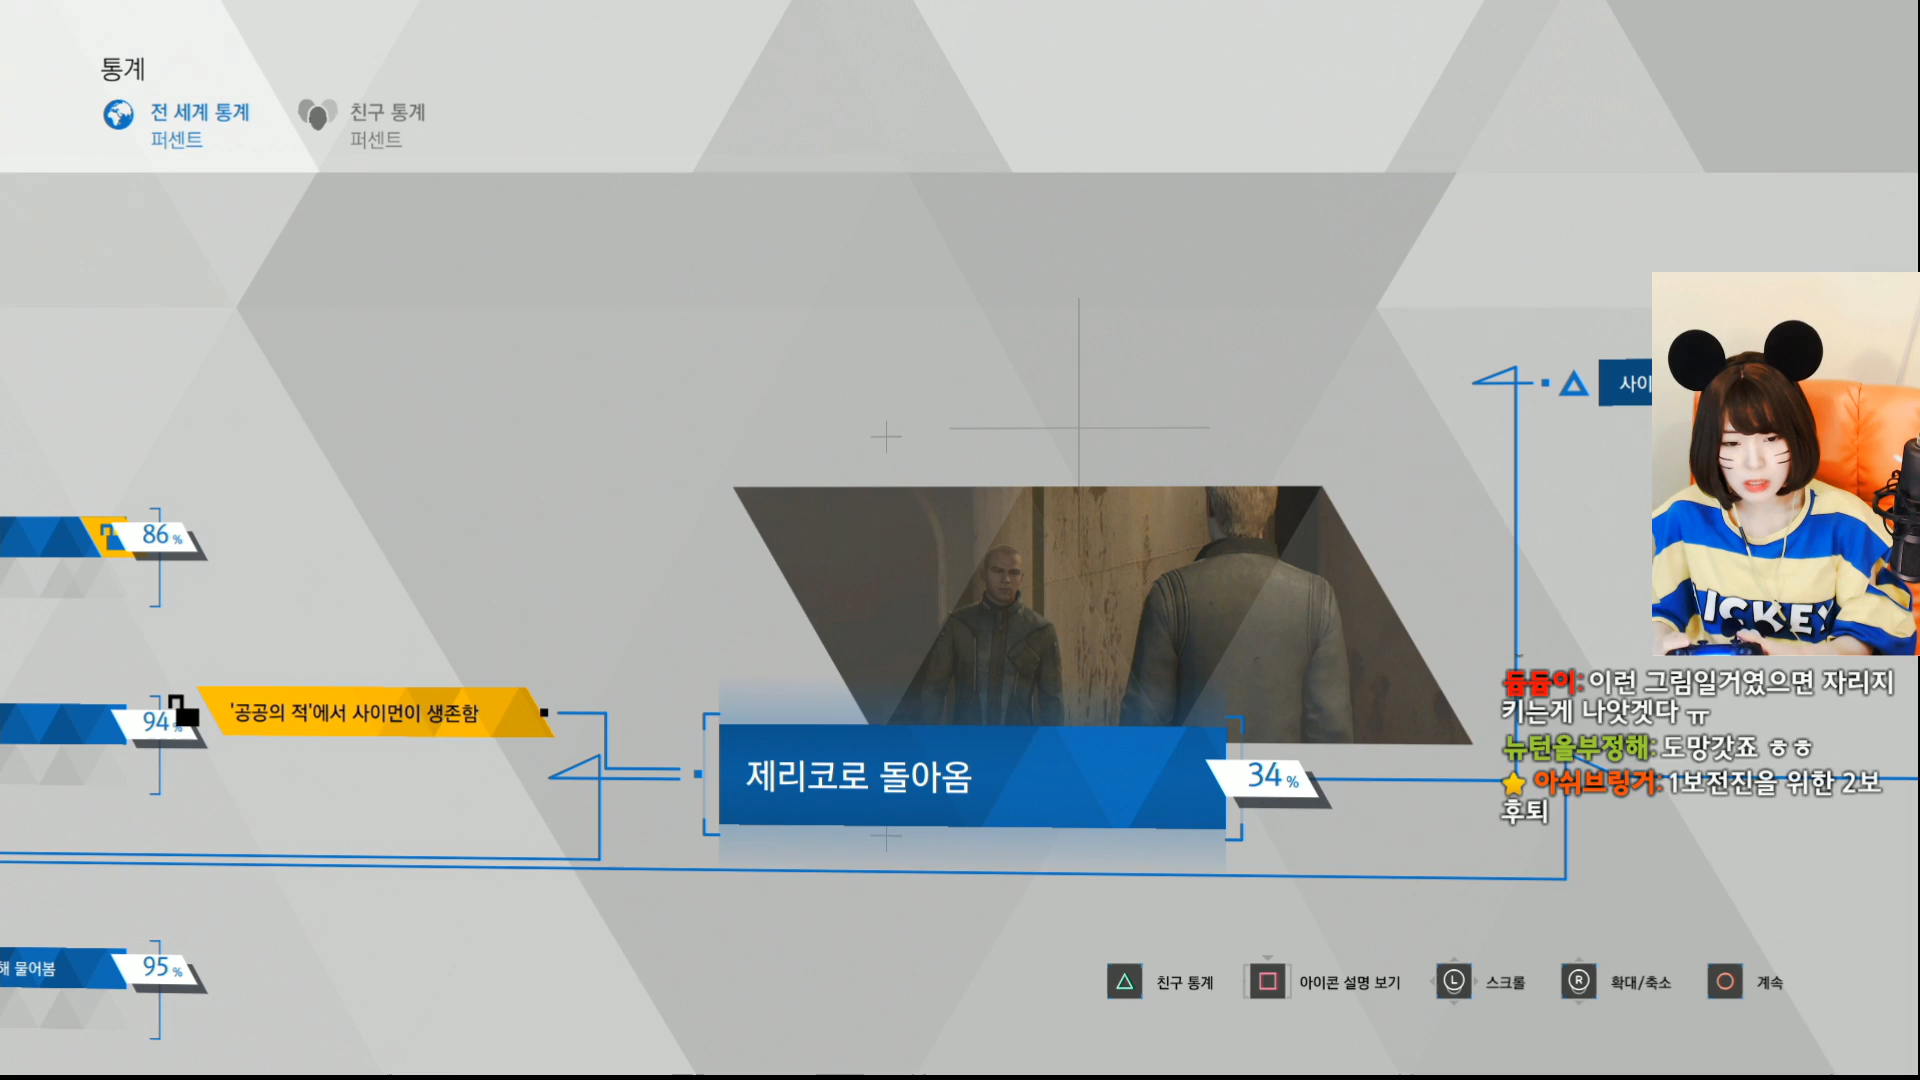 통계
전 세계 통계
퍼센트
친구 통계
퍼센트
사이
86 %
94 %
'공공의 적'에서 사이먼이 생존함
제리코로 돌아옴
34 %
ICKEY
듬듬이: 이런 그림일거였으면 자리지
키는게 나앗겟다 ㅠ
뉴턴을부정해: 도망갓죠 ㅎㅎ
아쉬브링거: 1보전진을 위한 2보
후퇴
해 물어봄
95 %
친구 통계
아이콘 설명 보기
L
스크롤
R
확대/축소
계속